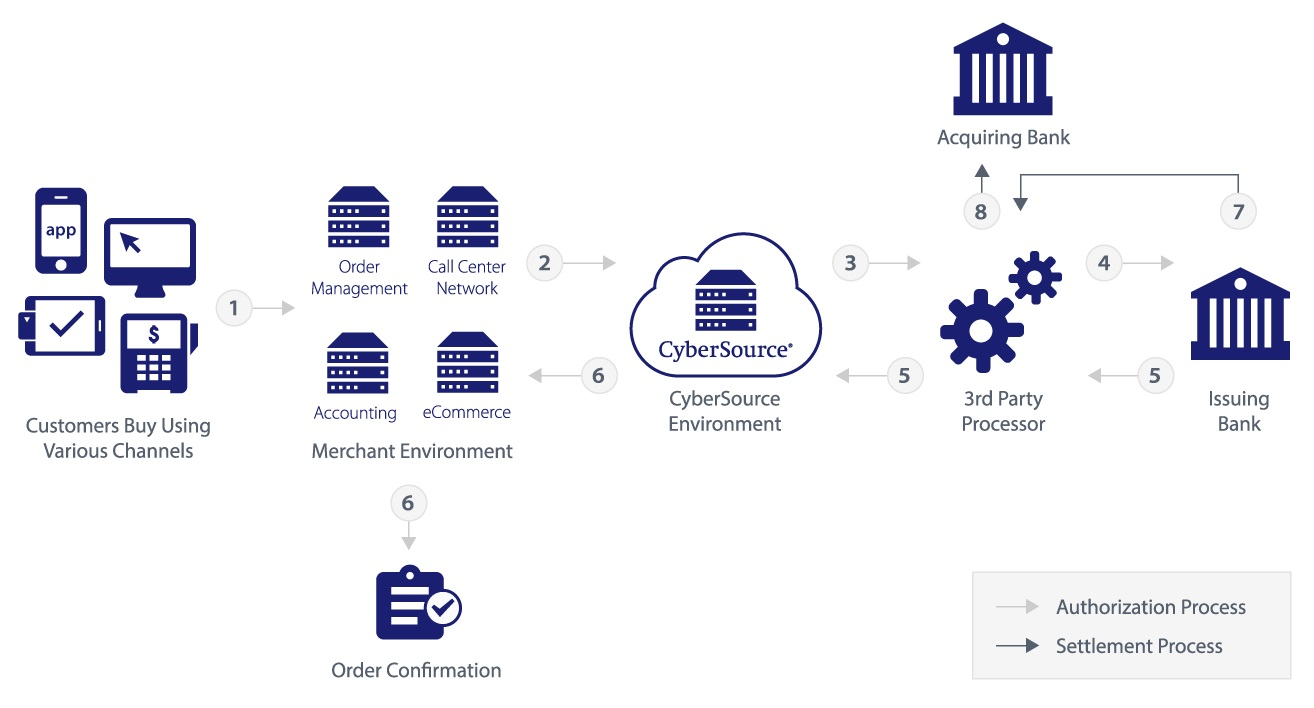 app
$
1
Customers Buy Using
Various Channels
Order
Management
Call Center
Network
Accounting
eCommerce
Merchant Environment
2
6
6
Order Confirmation
CyberSource®
CyberSource
Environment
3
5
Acquiring Bank
8
7
3rd Party
Processor
4
5
Issuing
Bank
Authorization Process
Settlement Process